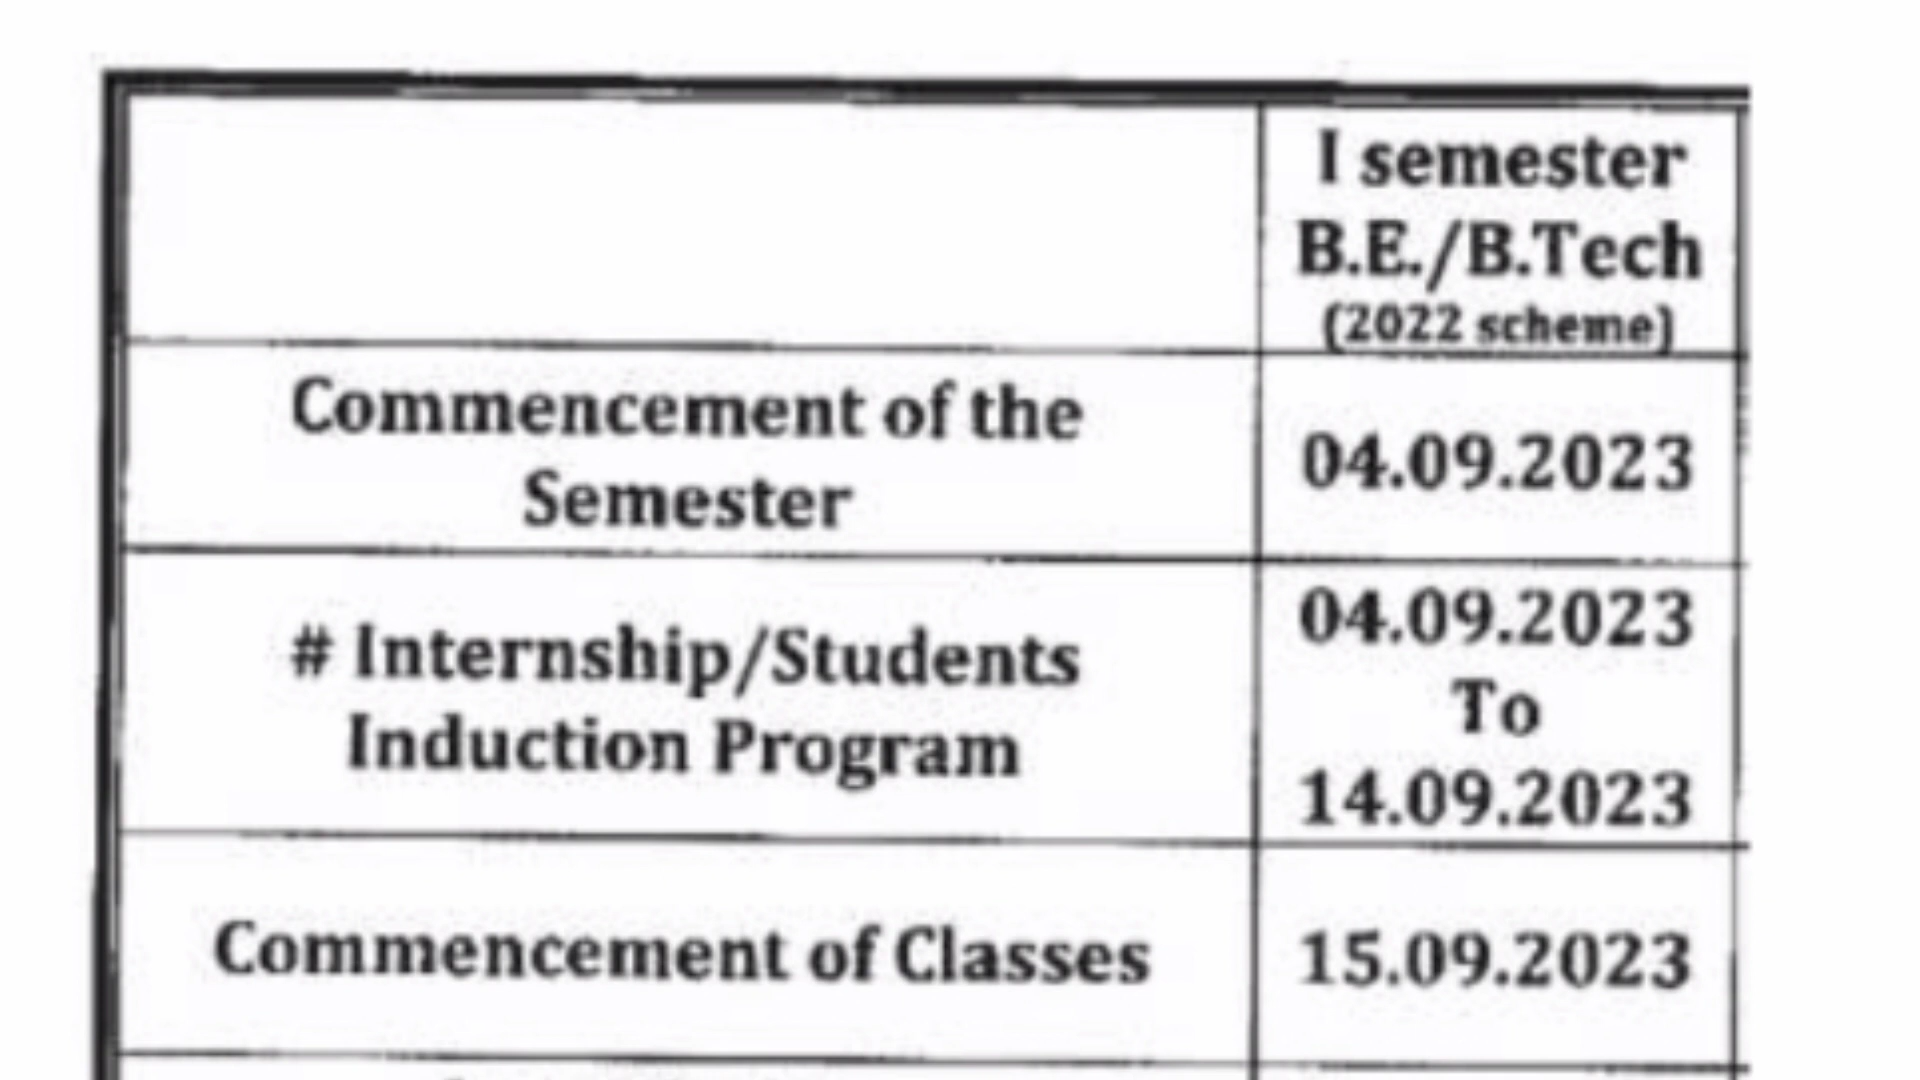 I semester
B.E./B.Tech
(2022 scheme)
Commencement of the
Semester
04.09.2023
# Internship/Students
Induction Program
04.09.2023
To
14.09.2023
Commencement of Classes
15.09.2023